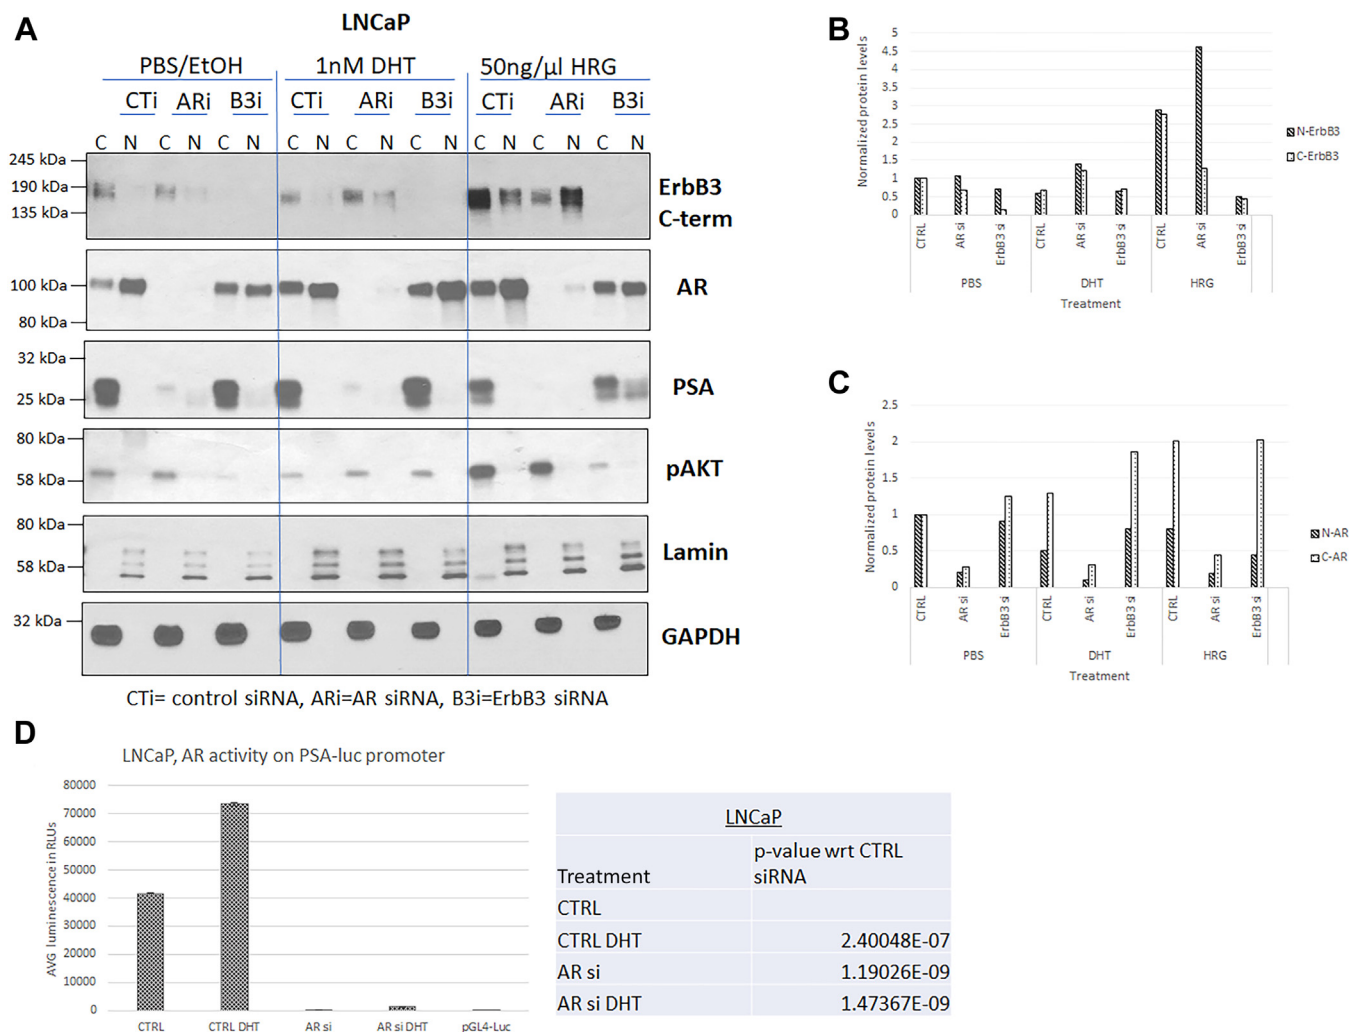 A
LNCaP
PBS/EtOH 1nM DHT 50ng/µl HRG
CTi ARi B3i CTi ARi B3i CTi ARi B3i
C N C N C N C N C N C N C N C N C N
245 kDa
190 kDa
135 kDa
ErbB3
C-term
100 kDa
80 kDa
AR
32 kDa
25 kDa
PSA
80 kDa
58 kDa
pAKT
80 kDa
58 kDa
Lamin
32 kDa
GAPDH
CTi= control siRNA, ARi=AR siRNA, B3i=ErbB3 siRNA
B
Normalized protein levels
5
4.5
4
3.5
3
2.5
2
1.5
1
0.5
0
CTRL AR si ErbB3 si CTRL AR si ErbB3 si CTRL AR si ErbB3 si
PBS DHT HRG
Treatment
N-ErbB3
C-ErbB3
C
Normalized protein levels
2.5
2
1.5
1
0.5
0
CTRL AR si ErbB3 si CTRL AR si ErbB3 si CTRL AR si ErbB3 si
PBS DHT HRG
Treatment
N-AR
C-AR
D
LNCaP, AR activity on PSA-luc promoter
AVG luminescence in RLUs
80000
70000
60000
50000
40000
30000
20000
10000
0
CTRL CTRL DHT AR si AR si DHT pGL4-Luc
LNCaP
p-value wrt CTRL
Treatment siRNA
CTRL
CTRL DHT 2.40048E-07
AR si 1.19026E-09
AR si DHT 1.47367E-09